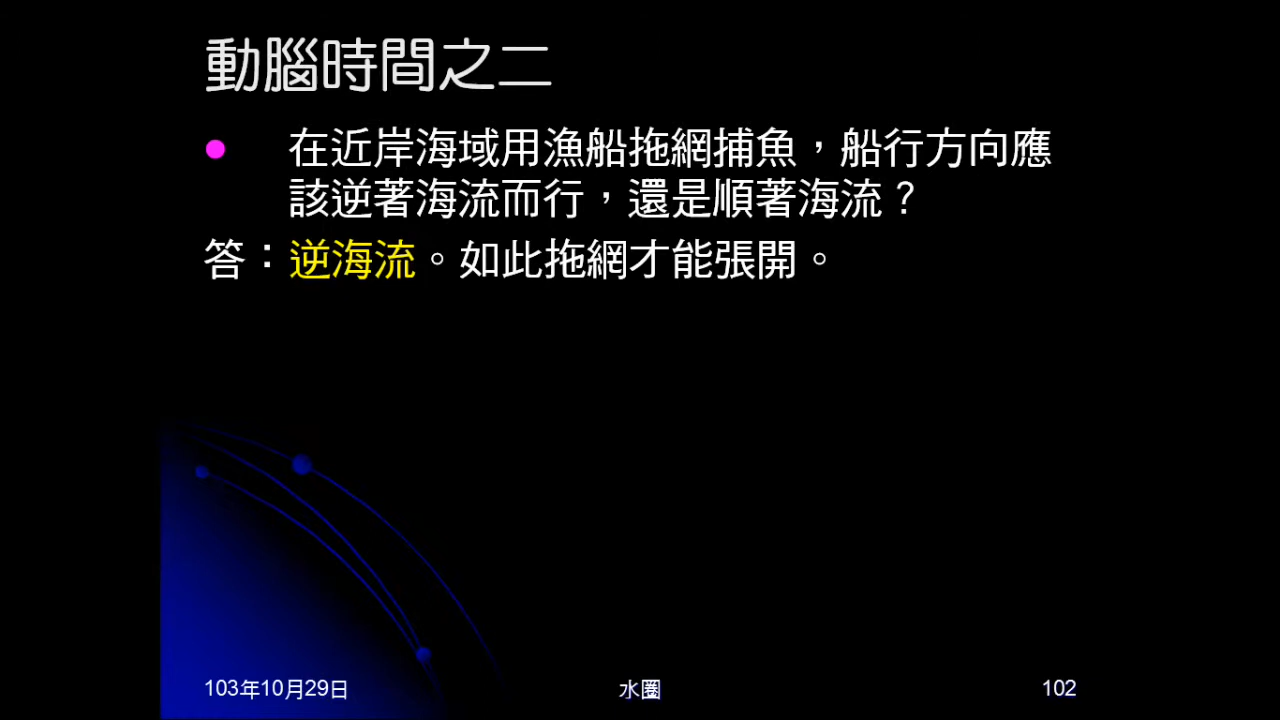 動腦時間之二
在近岸海域用漁船拖網捕魚，船行方向應
該逆著海流而行，還是順著海流？
答：逆海流。如此拖網才能張開。
103年10月29日
水圈
102